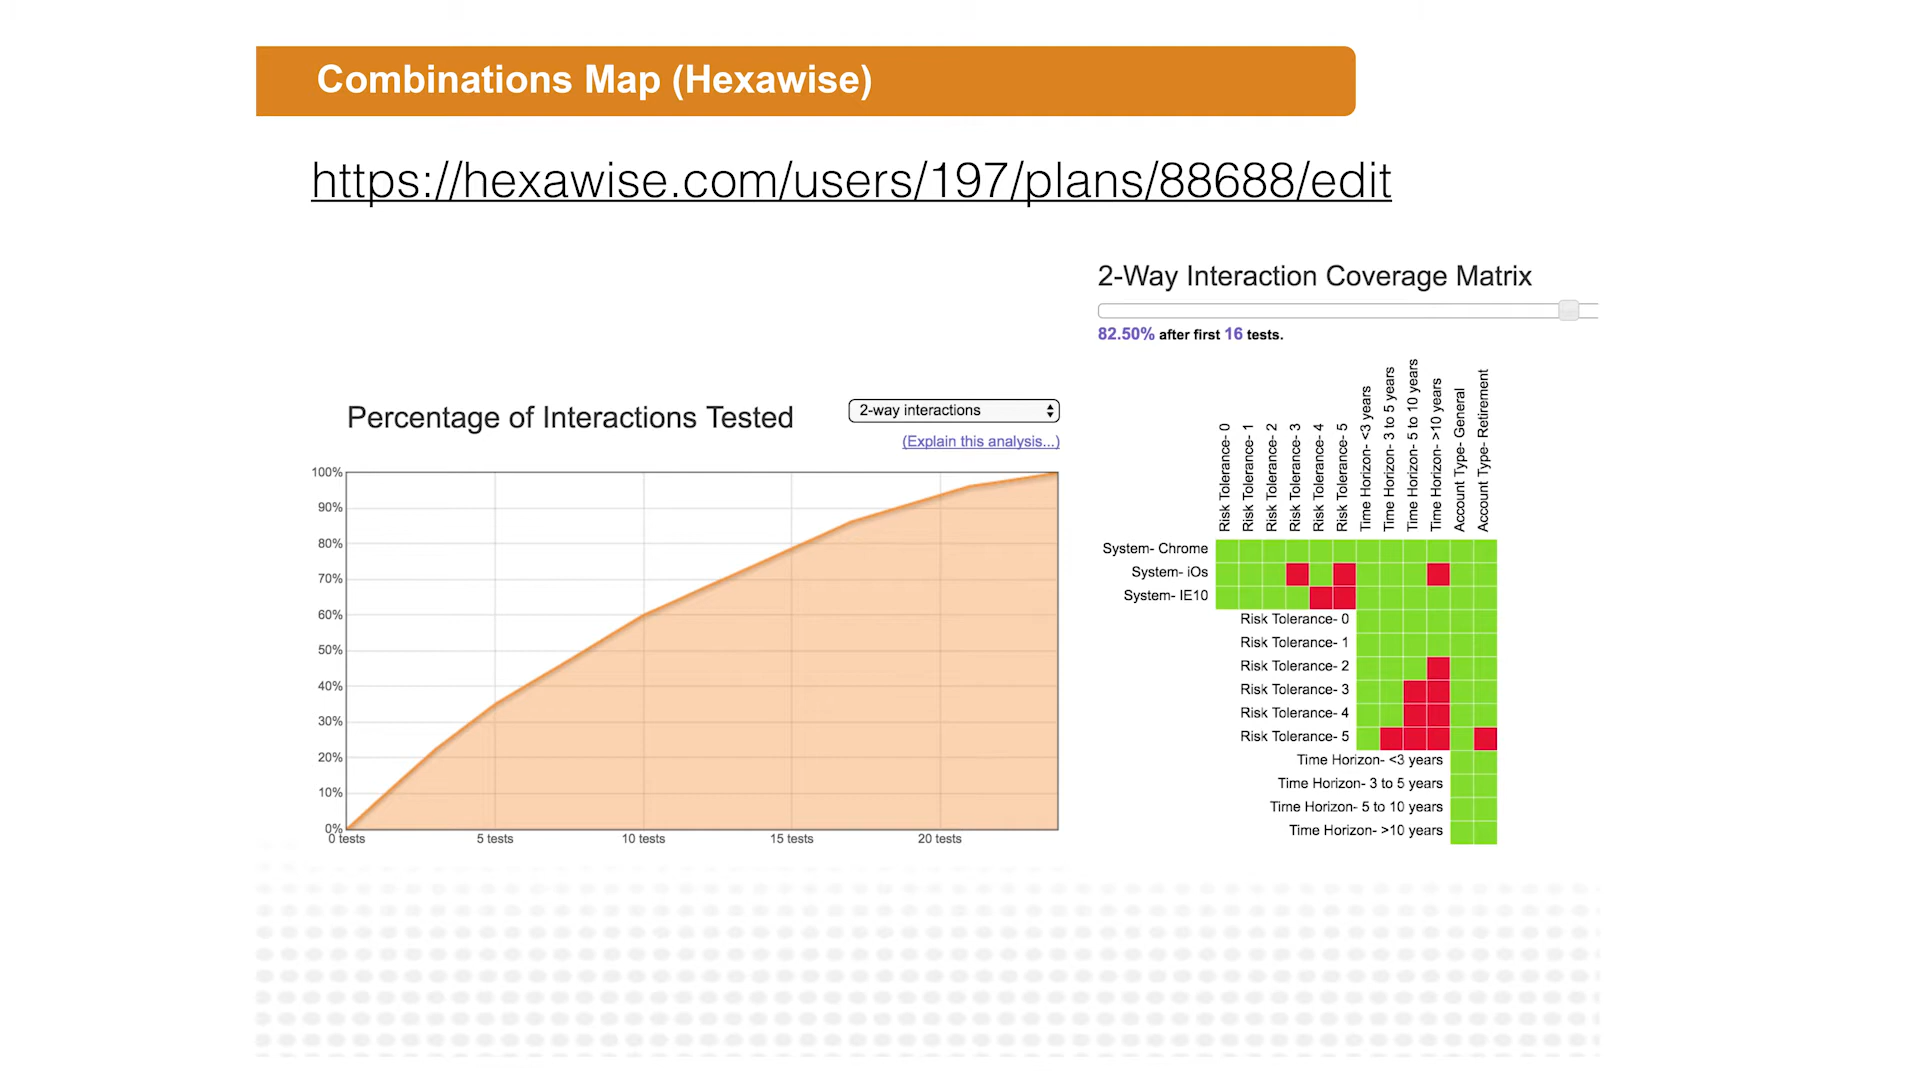 Combinations Map (Hexawise)
https://hexawise.com/users/197/plans/88688/edit
2-Way Interaction Coverage Matrix
82.50% after first 16 tests.
Percentage of Interactions Tested
2-way interactions
(Explain this analysis...)
100%
90%
80%
70%
60%
50%
40%
30%
20%
10%
0%
0 tests
5 tests
10 tests
15 tests
20 tests
Risk Tolerance- 0
Risk Tolerance- 1
Risk Tolerance- 2
Risk Tolerance- 3
Risk Tolerance- 4
Risk Tolerance- 5
Time Horizon- <3 years
Time Horizon- 3 to 5 years
Time Horizon- 5 to 10 years
Time Horizon- >10 years
Account Type- General
Account Type- Retirement
System- Chrome
System- iOs
System- IE10
Risk Tolerance- 0
Risk Tolerance- 1
Risk Tolerance- 2
Risk Tolerance- 3
Risk Tolerance- 4
Risk Tolerance- 5
Time Horizon- <3 years
Time Horizon- 3 to 5 years
Time Horizon- 5 to 10 years
Time Horizon- >10 years